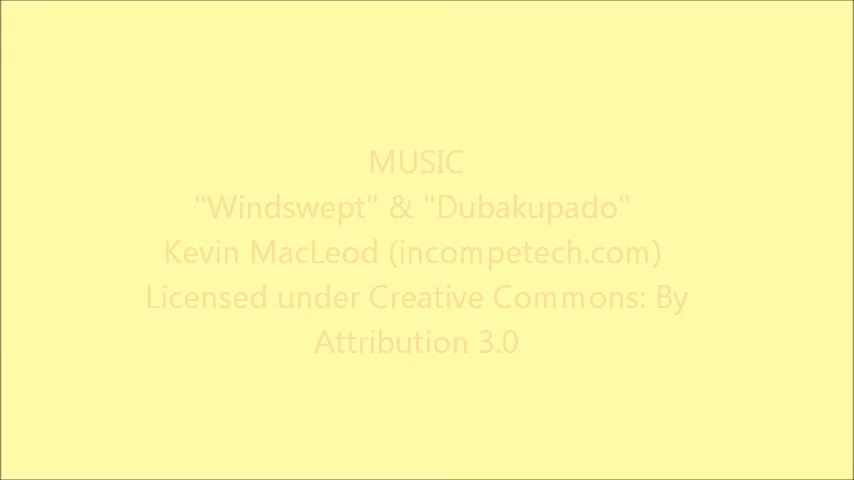 MUSIC
"Windswept" & "Dubakupado"
Kevin MacLeod (incompetech.com)
Licensed under Creative Commons: By
Attribution 3.0